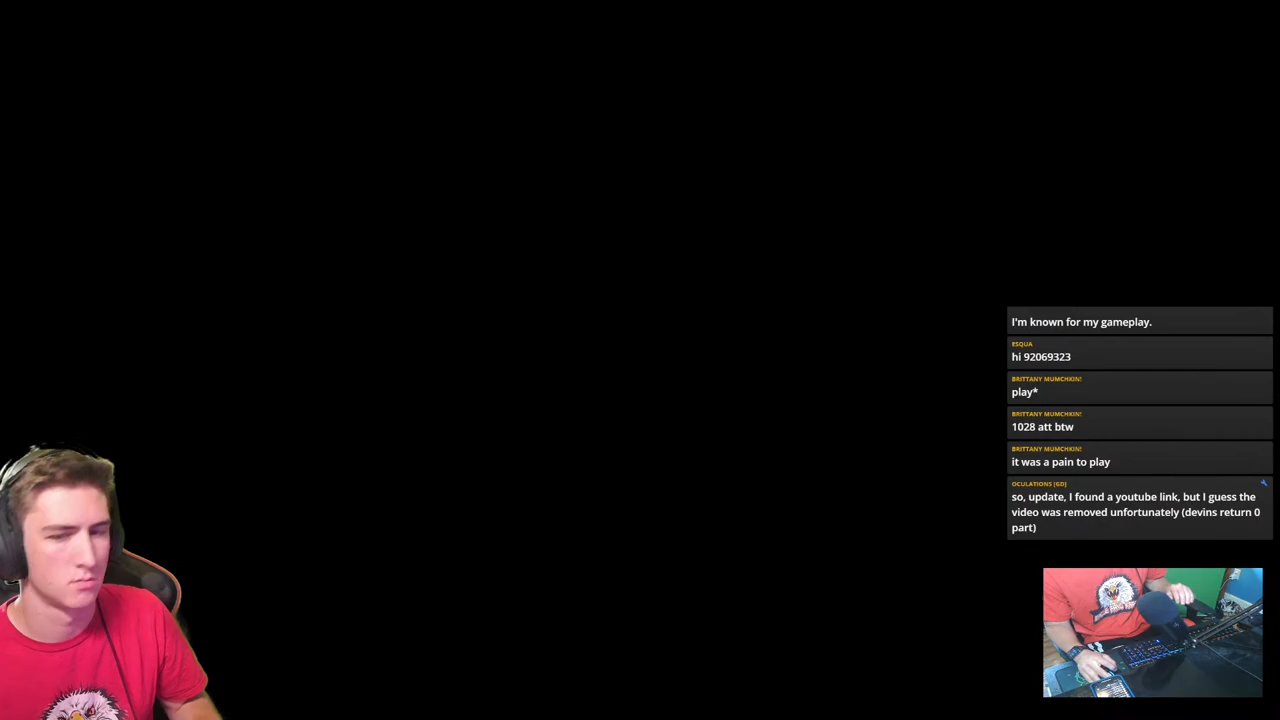 I'm known for my gameplay.
ESQUA
hi 92069323
BRITTANY MUMCHKIN!
play*
BRITTANY MUMCHKIN!
1028 att btw
BRITTANY MUMCHKIN!
it was a pain to play
OCULATIONS [GD]
so, update, I found a youtube link, but I guess the
video was removed unfortunately (devins return 0
part)